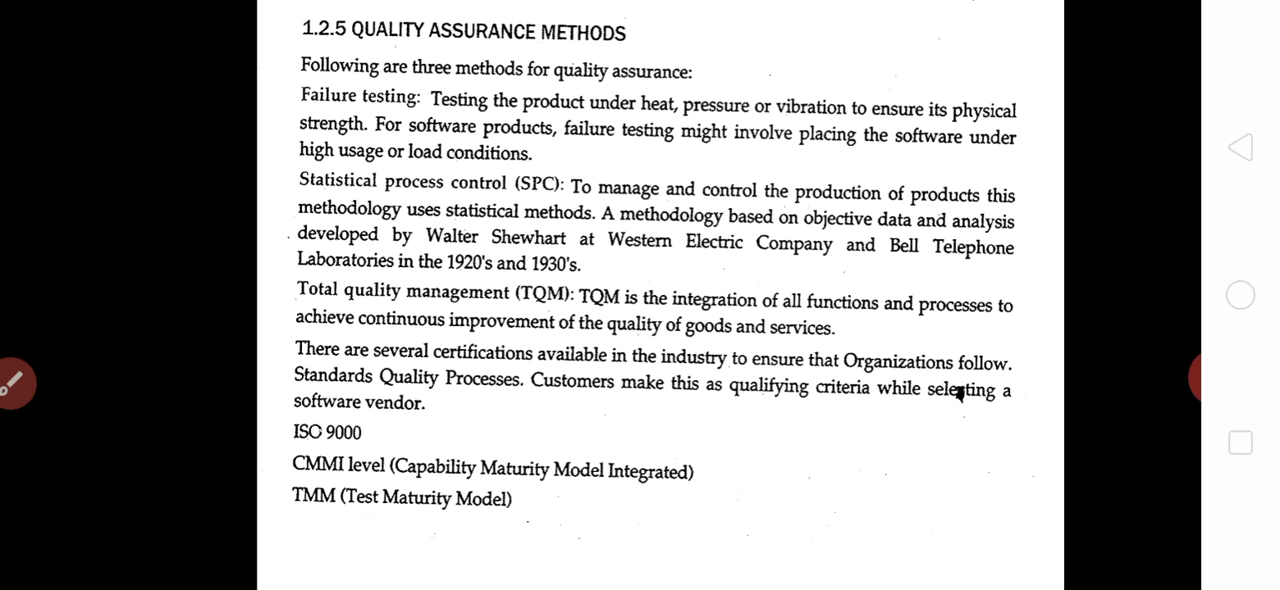 1.2.5 QUALITY ASSURANCE METHODS
Following are three methods for quality assurance:
Failure testing: Testing the product under heat, pressure or vibration to ensure its physical
strength. For software products, failure testing might involve placing the software under
high usage or load conditions.
Statistical process control (SPC): To manage and control the production of products this
methodology uses statistical methods. A methodology based on objective data and analysis
developed by Walter Shewhart at Western Electric Company and Bell Telephone
Laboratories in the 1920's and 1930's.
Total quality management (TQM): TQM is the integration of all functions and processes to
achieve continuous improvement of the quality of goods and services.
There are several certifications available in the industry to ensure that Organizations follow.
Standards Quality Processes. Customers make this as qualifying criteria while selesting a
software vendor.
ISO 9000
CMMI level (Capability Maturity Model Integrated)
TMM (Test Maturity Model)